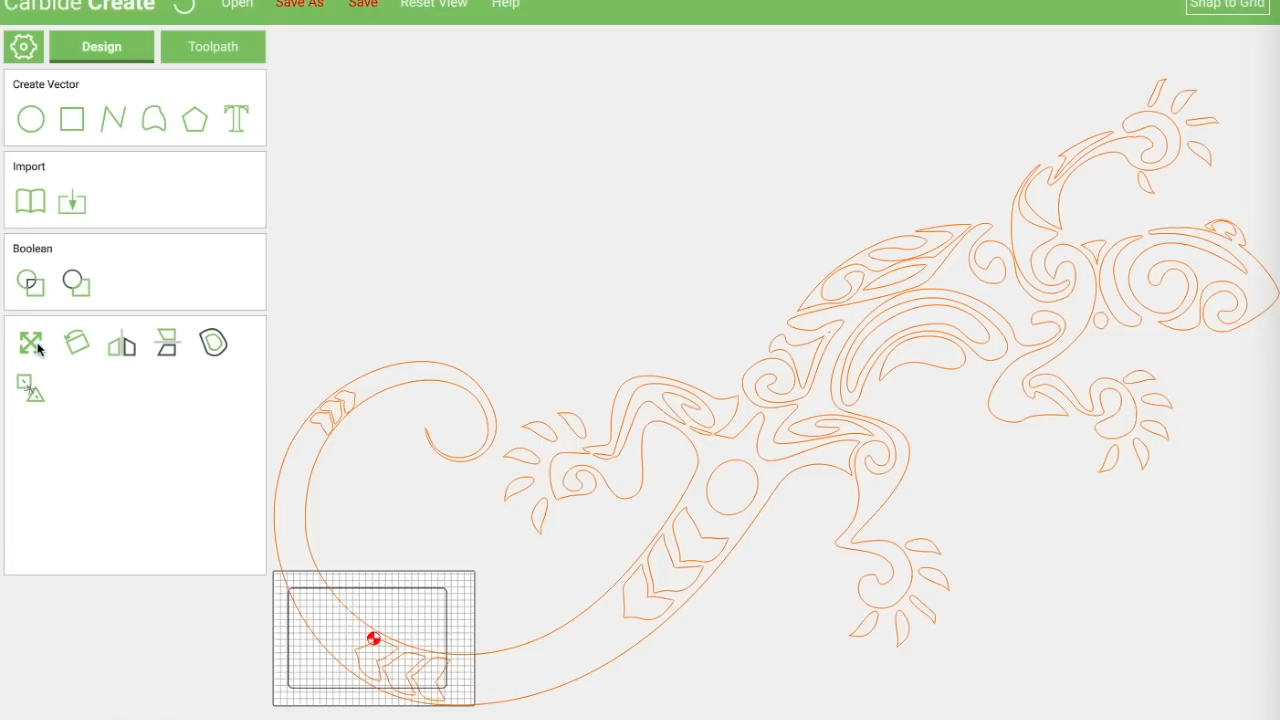 Carbide Create Open Save As Save Reset View Help Snap to Grid
Design Toolpath
Create Vector
Import
Boolean